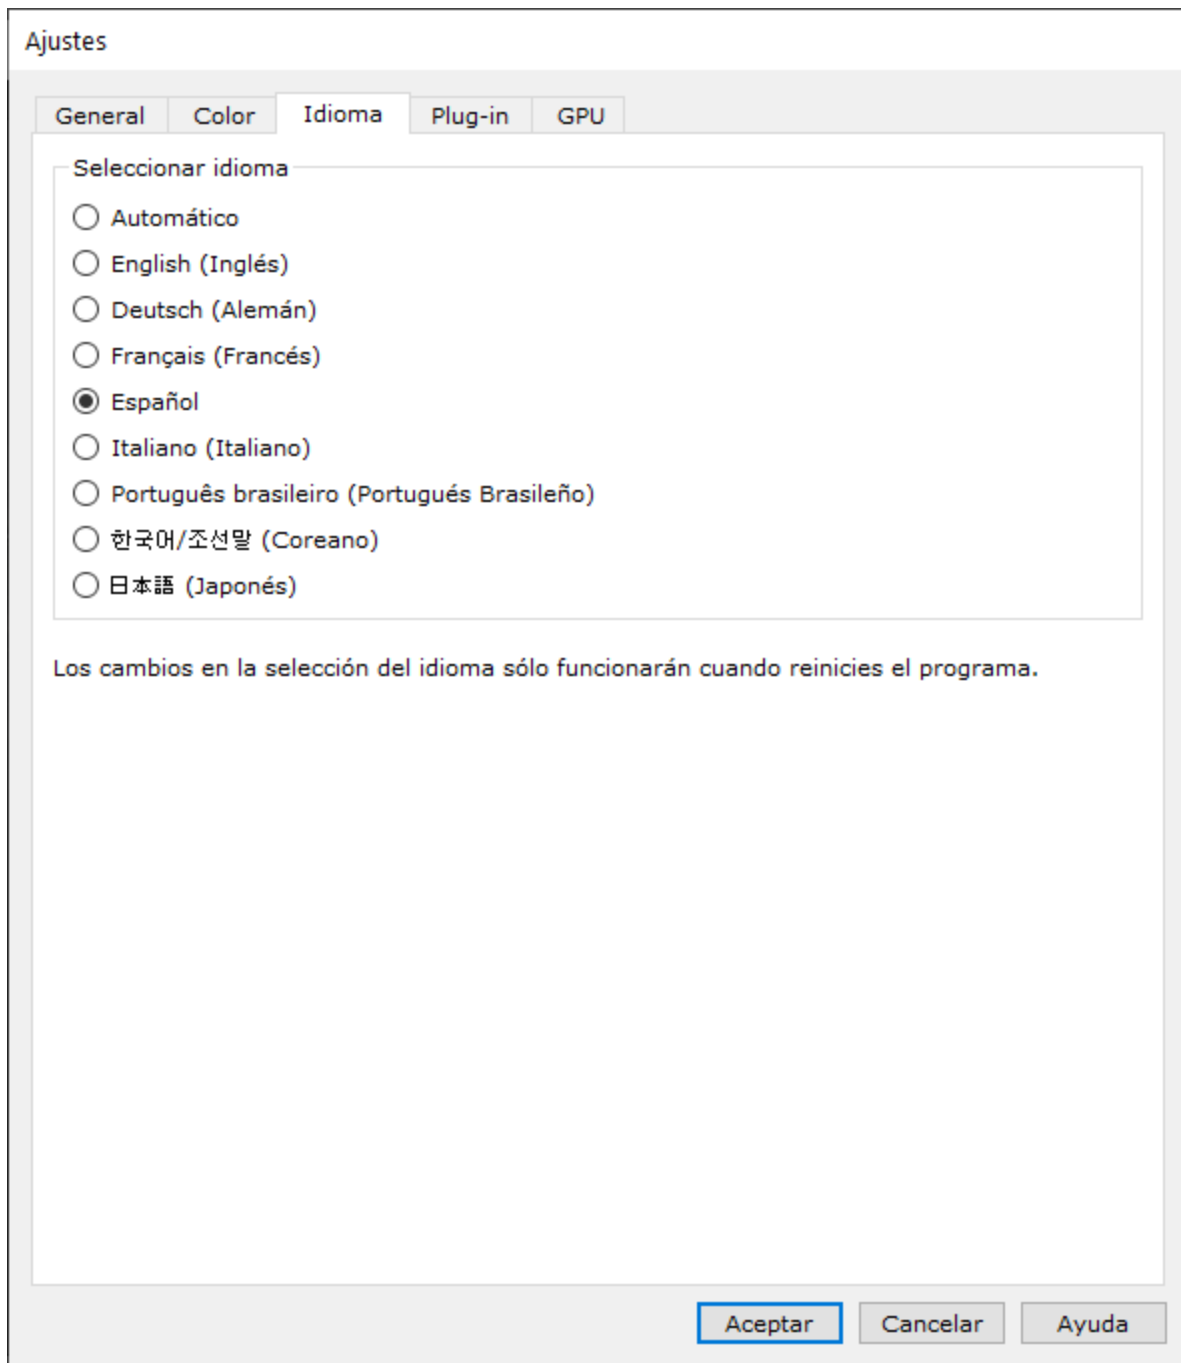 Ajustes
General Color Idioma Plug-in GPU
Seleccionar idioma
Automático
English (Inglés)
Deutsch (Alemán)
Français (Francés)
Español
Italiano (Italiano)
Português brasileiro (Portugués Brasileño)
한국어/조선말 (Coreano)
日本語 (Japonés)
Los cambios en la selección del idioma sólo funcionarán cuando reinicies el programa.
Aceptar Cancelar Ayuda